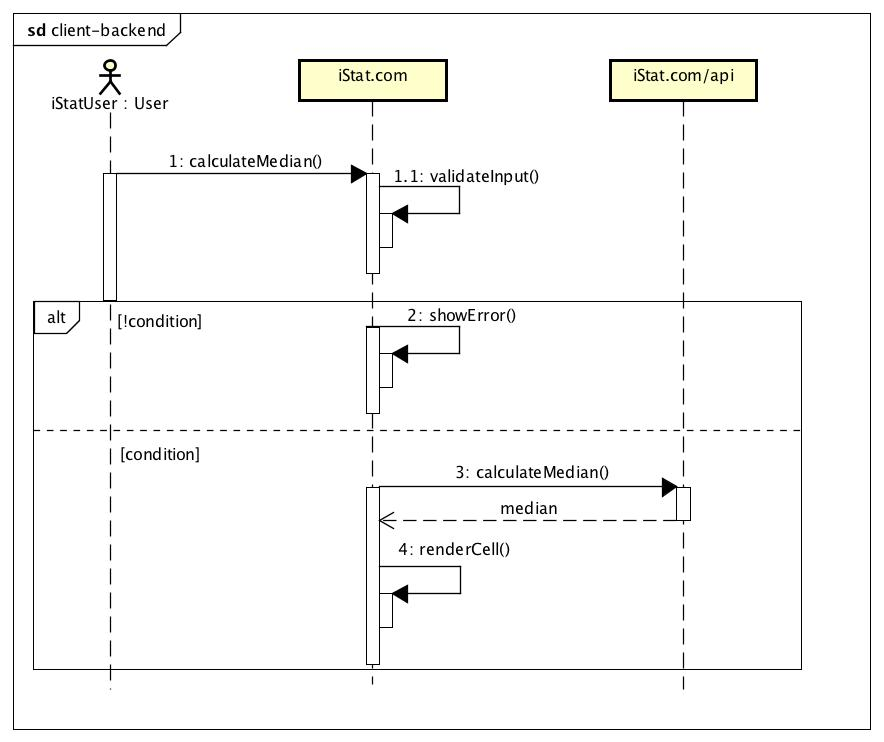 sd client-backend
iStatUser : User
iStat.com
iStat.com/api
1: calculateMedian()
1.1: validateInput()
alt
[!condition]
2: showError()
[condition]
3: calculateMedian()
median
4: renderCell()